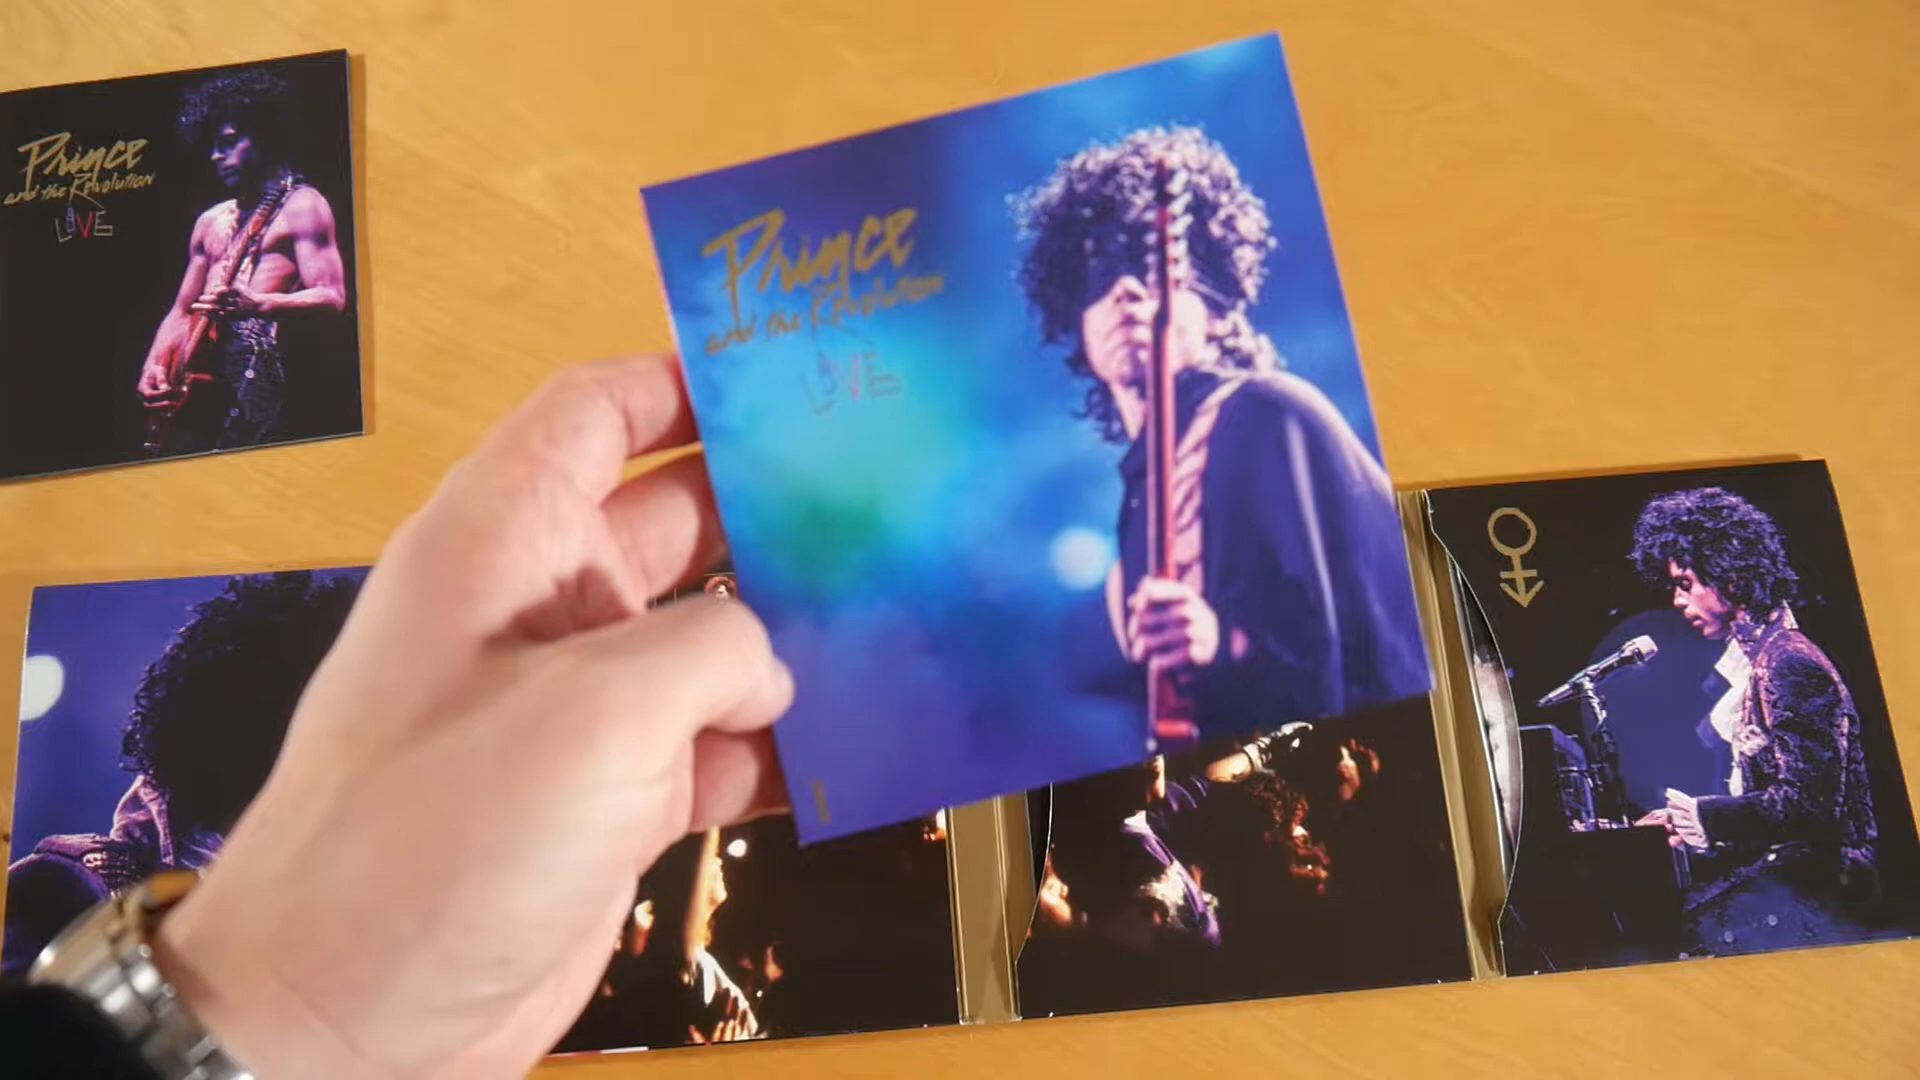 Prince
and the Revolution
LIVE
Prince
and the Revolution
LIVE